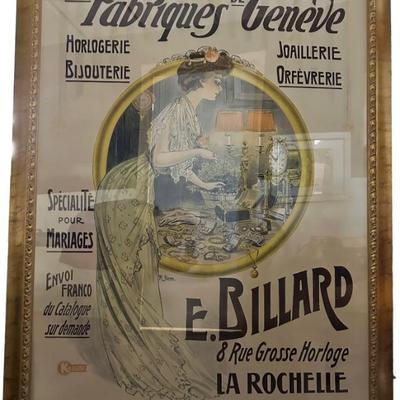 Fabriques DE Genève
HORLOGERIE
BIJOUTERIE
JOAILLERIE
ORFÈVRERIE
SPÉCIALITÉ
POUR
MARIAGES
ENVOI
FRANCO
du Catalogue
sur demande
E. BILLARD
8 Rue Grosse Horloge
LA ROCHELLE